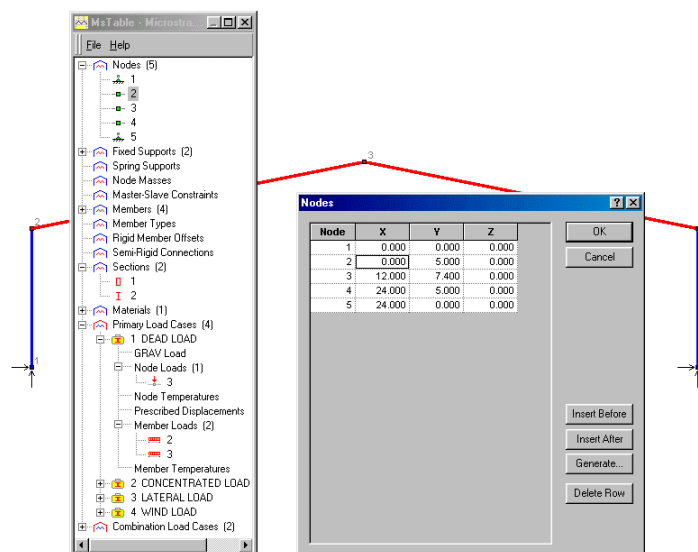 MsTable - Microstra...
File Help
Nodes (5)
1
2
3
4
5
Fixed Supports (2)
Spring Supports
Node Masses
Master-Slave Constraints
Members (4)
Member Types
Rigid Member Offsets
Semi-Rigid Connections
Sections (2)
1
2
Materials (1)
Primary Load Cases (4)
1 DEAD LOAD
GRAV Load
Node Loads (1)
3
Node Temperatures
Prescribed Displacements
Member Loads (2)
2
3
Member Temperatures
2 CONCENTRATED LOAD
3 LATERAL LOAD
4 WIND LOAD
Combination Load Cases (2)
2
1
3
Nodes
Node X Y Z
1 0.000 0.000 0.000
2 0.000 5.000 0.000
3 12.000 7.400 0.000
4 24.000 5.000 0.000
5 24.000 0.000 0.000
OK
Cancel
Insert Before
Insert After
Generate...
Delete Row